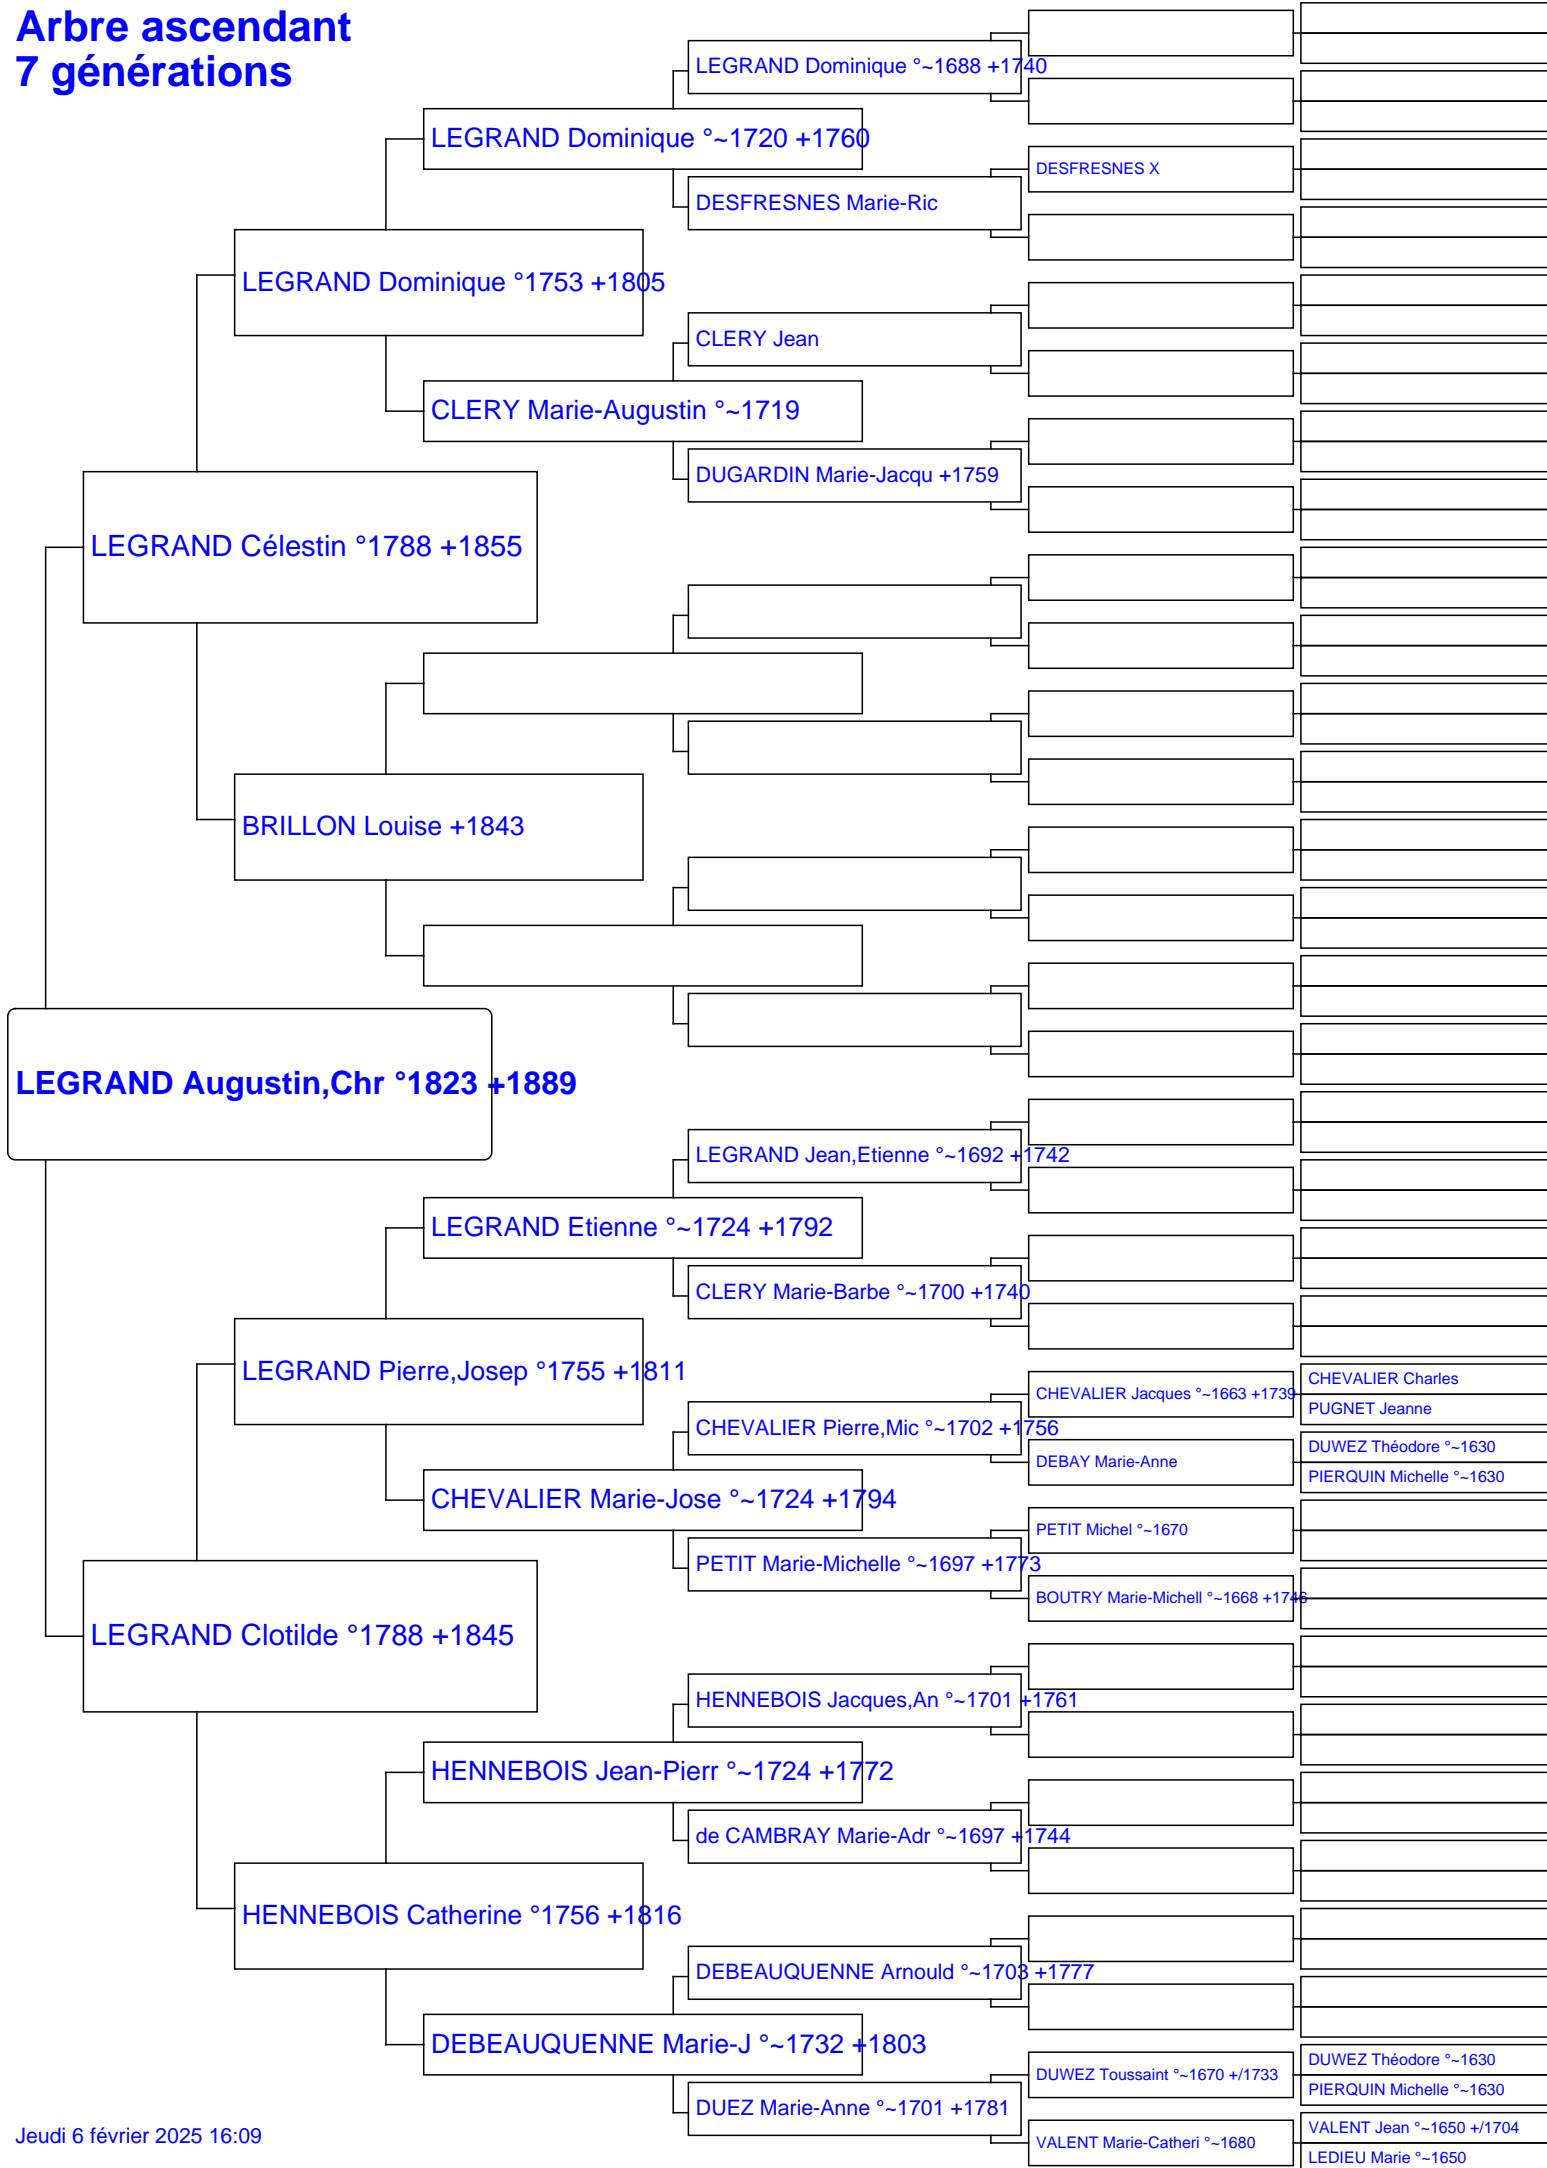 Arbre ascendant
7 générations
LEGRAND Dominique °~1688 +1740
LEGRAND Dominique °~1720 +1760
DESFRESNES X
DESFRESNES Marie-Ric
LEGRAND Dominique °1753 +1805
CLERY Jean
CLERY Marie-Augustin °~1719
DUGARDIN Marie-Jacqu +1759
LEGRAND Célestin °1788 +1855
BRILLON Louise +1843
LEGRAND Augustin,Chr °1823 +1889
LEGRAND Jean,Etienne °~1692 +1742
LEGRAND Etienne °~1724 +1792
CLERY Marie-Barbe °~1700 +1740
LEGRAND Pierre,Josep °1755 +1811
CHEVALIER Charles
CHEVALIER Jacques °~1663 +1739
PUGNET Jeanne
CHEVALIER Pierre,Mic °~1702 +1756
DUWEZ Théodore °~1630
DEBAY Marie-Anne
PIERQUIN Michelle °~1630
CHEVALIER Marie-Jose °~1724 +1794
PETIT Michel °~1670
PETIT Marie-Michelle °~1697 +1773
BOUTRY Marie-Michell °~1668 +1746
LEGRAND Clotilde °1788 +1845
HENNEBOIS Jacques,An °~1701 +1761
HENNEBOIS Jean-Pierr °~1724 +1772
de CAMBRAY Marie-Adr °~1697 +1744
HENNEBOIS Catherine °1756 +1816
DEBEAUQUENNE Arnould °~1703 +1777
DEBEAUQUENNE Marie-J °~1732 +1803
DUWEZ Théodore °~1630
DUWEZ Toussaint °~1670 +/1733
PIERQUIN Michelle °~1630
DUEZ Marie-Anne °~1701 +1781
VALENT Jean °~1650 +/1704
VALENT Marie-Catheri °~1680
LEDIEU Marie °~1650
Jeudi 6 février 2025 16:09